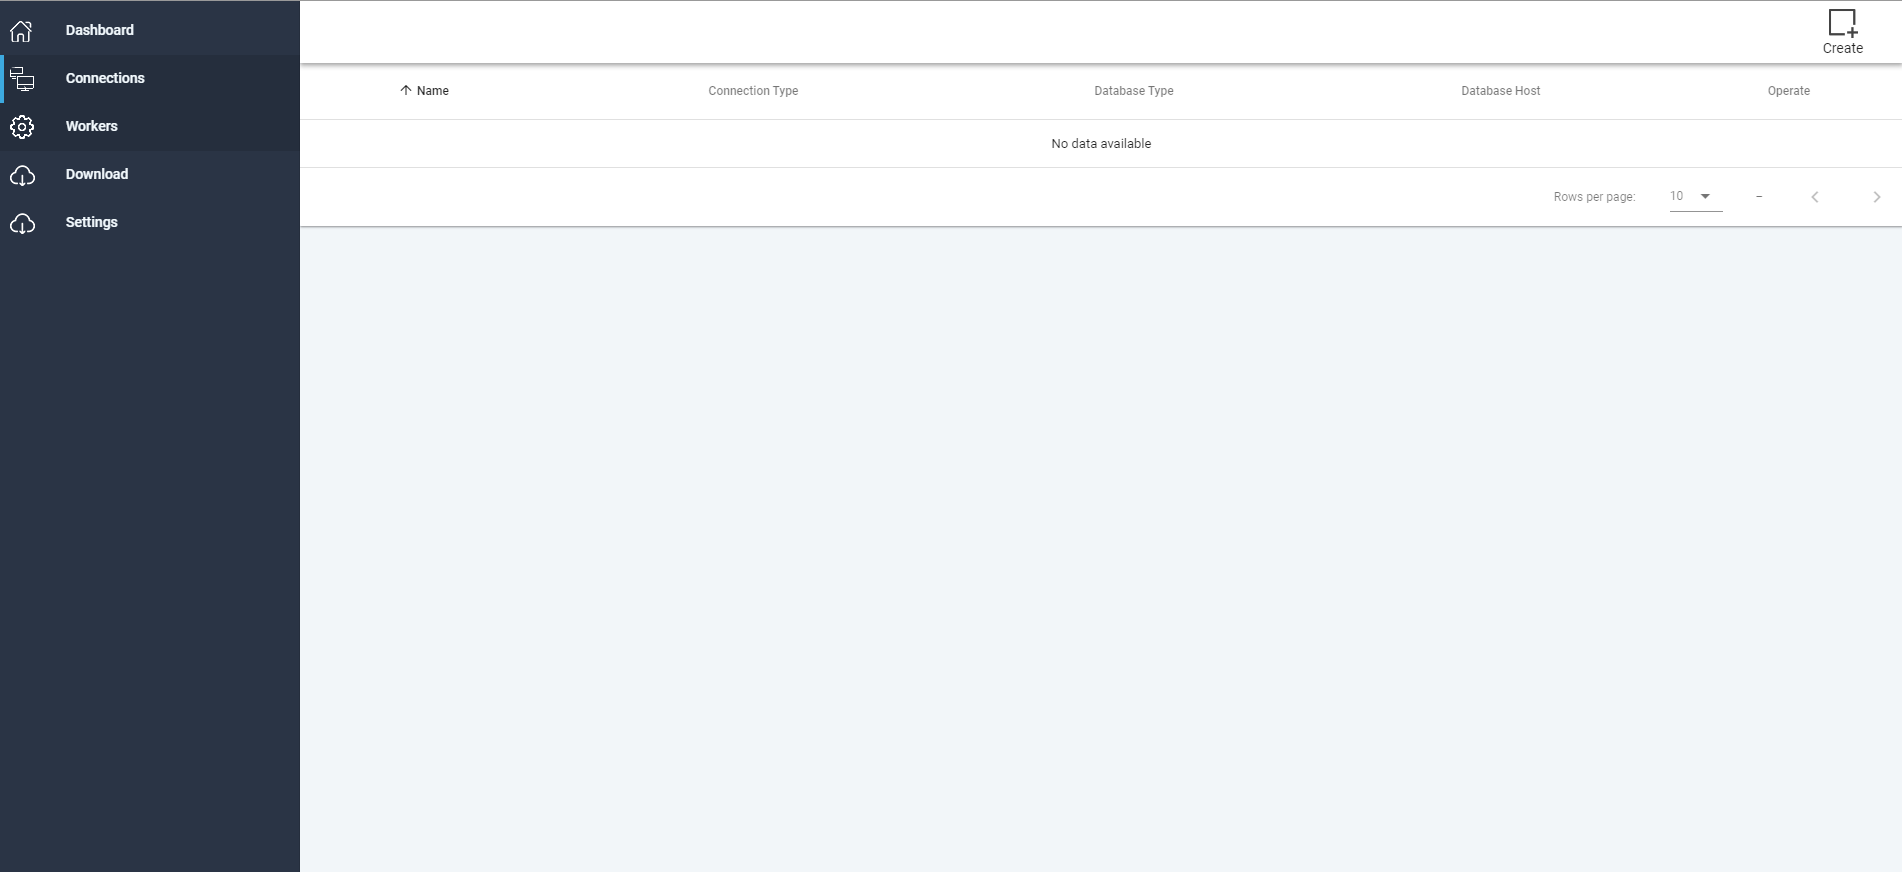 Dashboard
Connections
Workers
Download
Settings
Create
Name Connection Type Database Type Database Host Operate
No data available
Rows per page: 10 –